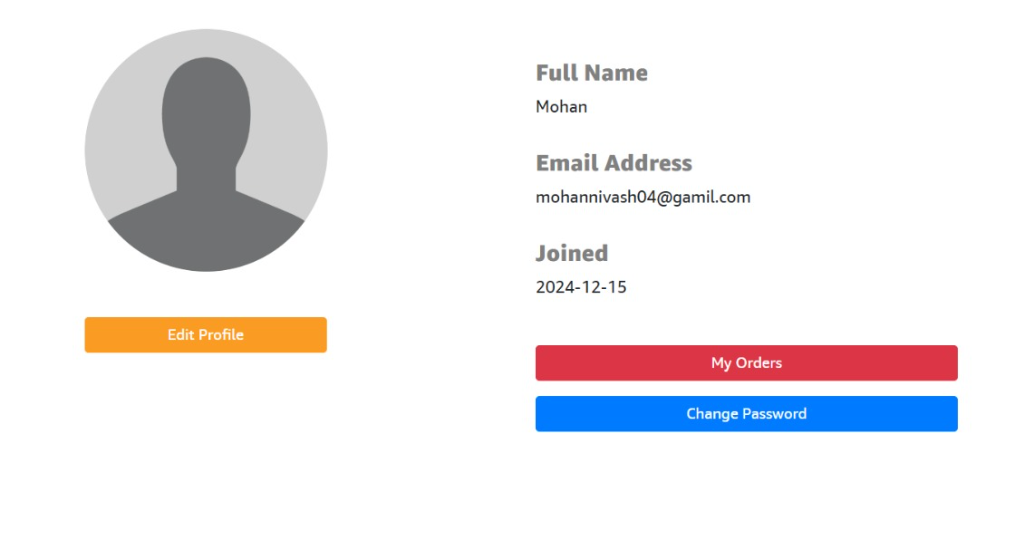 Full Name
Mohan
Email Address
mohannivash04@gamil.com
Joined
2024-12-15
Edit Profile
My Orders
Change Password